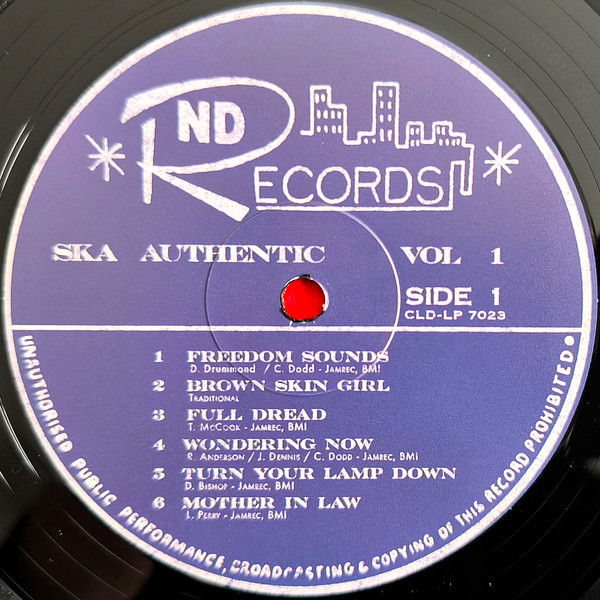 ND
RECORDS
SKA AUTHENTIC VOL 1
SIDE 1
CLD-LP 7023
1 FREEDOM SOUNDS
D. Drummond / C. Dodd - Jamrec, BMI
2 BROWN SKIN GIRL
Traditional
3 FULL DREAD
T. McCook - Jamrec, BMI
4 WONDERING NOW
R. Anderson / J. Dennis / C. Dodd - Jamrec, BMI
5 TURN YOUR LAMP DOWN
D. Bishop - Jamrec, BMI
6 MOTHER IN LAW
L. Perry - Jamrec, BMI
UNAUTHORISED PUBLIC PERFORMANCE, BROADCASTING & COPYING OF THIS RECORD PROHIBITED